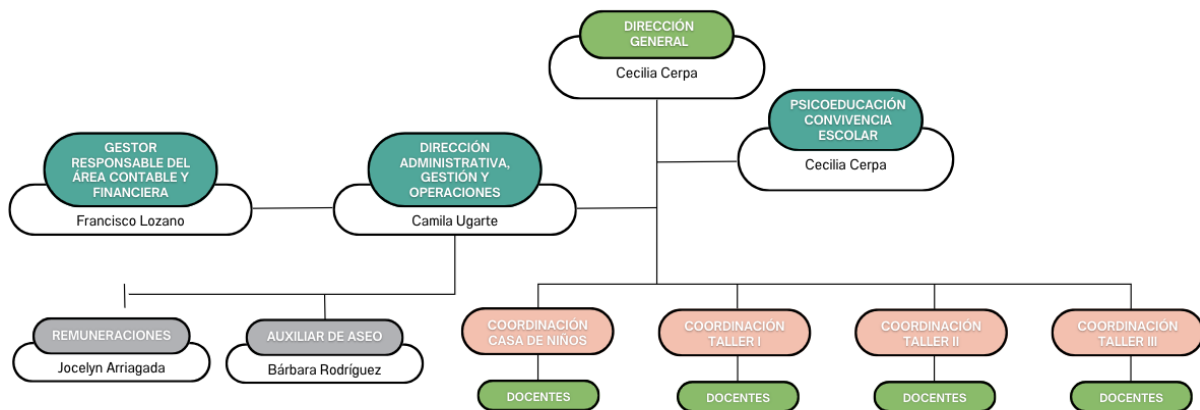 DIRECCIÓN
GENERAL
Cecilia Cerpa
PSICOEDUCACIÓN
CONVIVENCIA
ESCOLAR
Cecilia Cerpa
GESTOR
RESPONSABLE DEL
ÁREA CONTABLE Y
FINANCIERA
Francisco Lozano
DIRECCIÓN
ADMINISTRATIVA,
GESTIÓN Y
OPERACIONES
Camila Ugarte
REMUNERACIONES
Jocelyn Arriagada
AUXILIAR DE ASEO
Bárbara Rodríguez
COORDINACIÓN
CASA DE NIÑOS
DOCENTES
COORDINACIÓN
TALLER I
DOCENTES
COORDINACIÓN
TALLER II
DOCENTES
COORDINACIÓN
TALLER III
DOCENTES